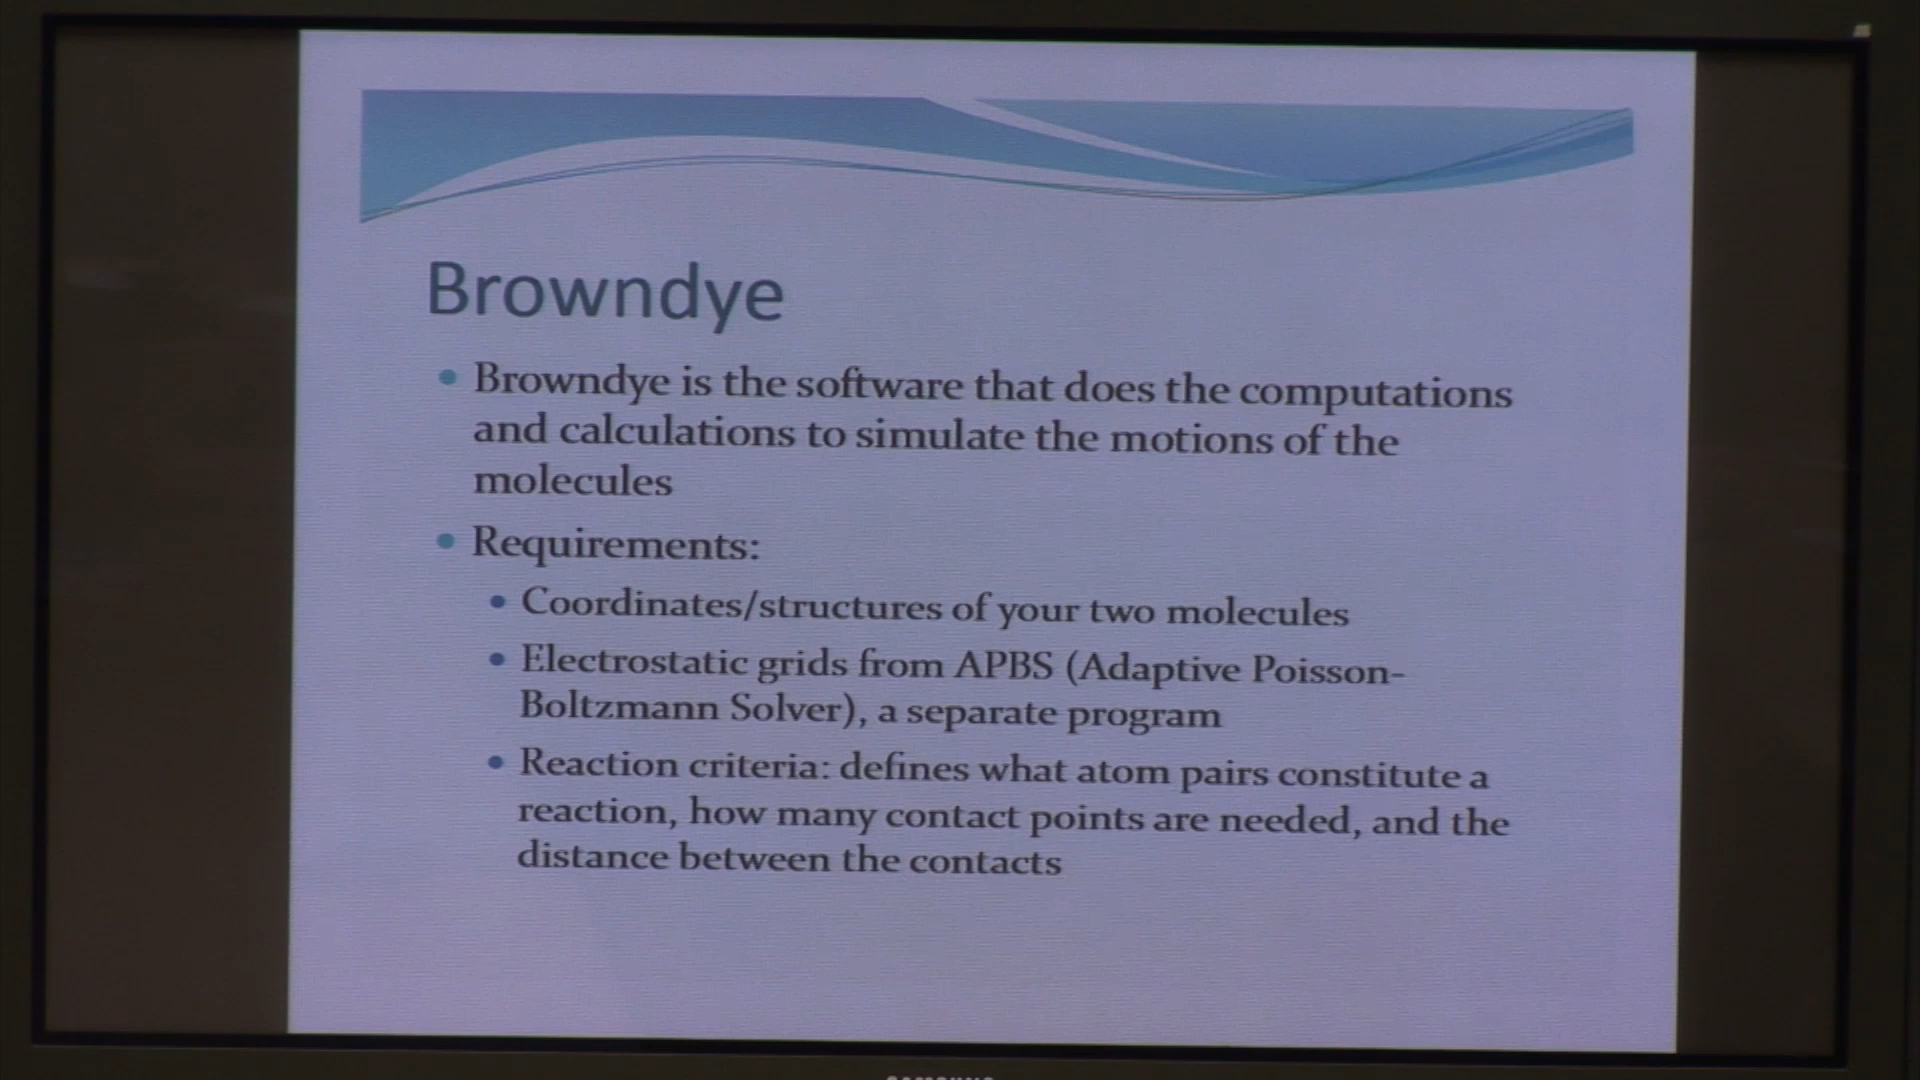 Browndye
• Browndye is the software that does the computations
and calculations to simulate the motions of the
molecules
• Requirements:
• Coordinates/structures of your two molecules
• Electrostatic grids from APBS (Adaptive Poisson-
Boltzmann Solver), a separate program
• Reaction criteria: defines what atom pairs constitute a
reaction, how many contact points are needed, and the
distance between the contacts